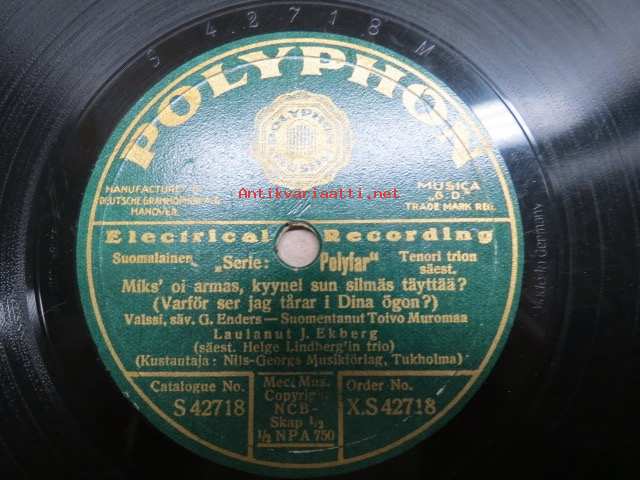 S 42718 M
POLYPHON
POLYPHON MUSIK
MANUFACTURED BY
DEUTSCHE GRAMMOPHON A.G.
HANOVER.
MUSICA
TRADE MARK REG.
Antikvariaatti.net
Electrical Recording
Suomalainen
„Serie: Polyfar“
Tenori trion
säest.
Miks' oi armas, kyynel sun silmäs täyttää?
(Varför ser jag tårar i Dina ögon?)
Valssi, säv. G. Enders — Suomentanut Toivo Muromaa
Laulanut J. Ekberg
(säest. Helge Lindberg'in trio)
(Kustantaja: Nils-Georgs Musikförlag, Tukholma)
Catalogue No.
S 42718
Mec. Mus.
Copyright
NCB-
Skap ½
½ NPA 750
Order No.
X.S 42718
Made in Germany